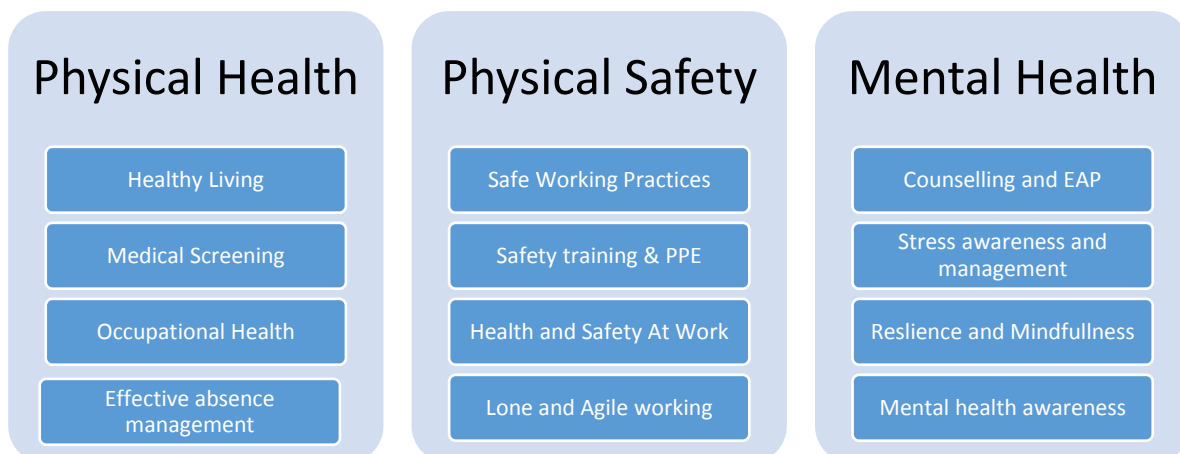 Physical Health
Healthy Living
Medical Screening
Occupational Health
Effective absence
management
Physical Safety
Safe Working Practices
Safety training & PPE
Health and Safety At Work
Lone and Agile working
Mental Health
Counselling and EAP
Stress awareness and
management
Reslience and Mindfullness
Mental health awareness